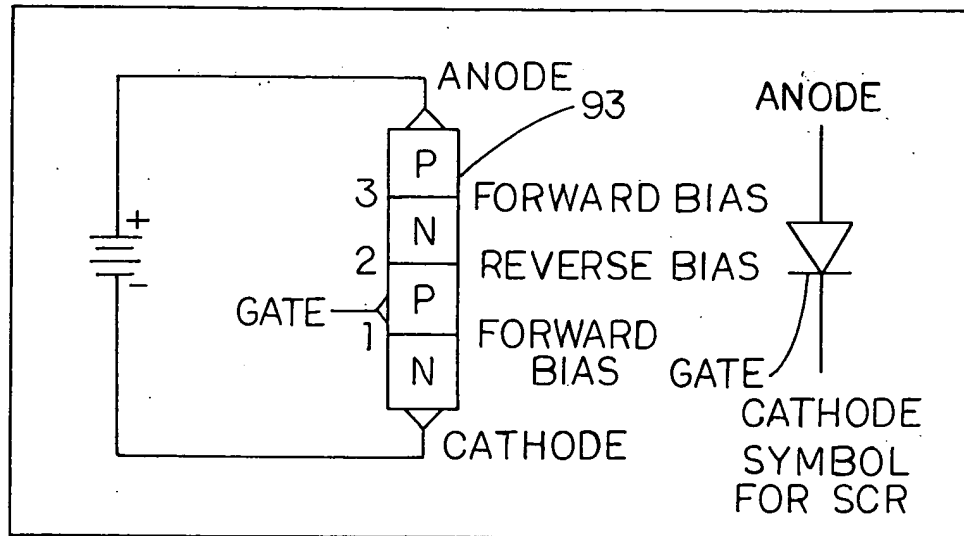 ANODE
93
P
3
FORWARD BIAS
N
2
REVERSE BIAS
+
-
GATE
P
1
FORWARD
BIAS
N
CATHODE
ANODE
GATE
CATHODE
SYMBOL
FOR SCR